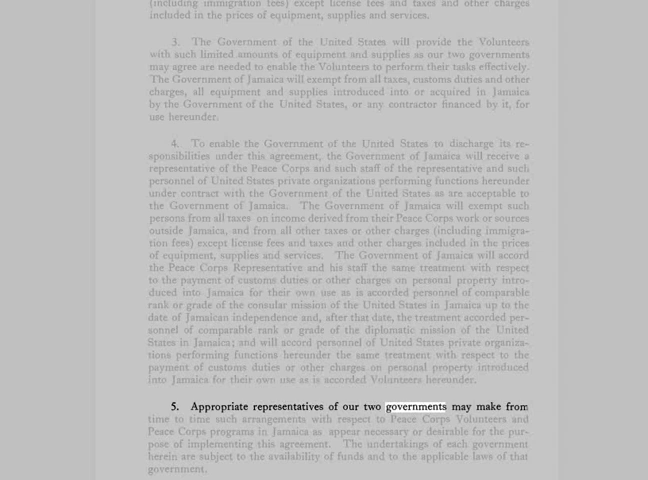 (including immigration fees) except license fees and taxes and other charges
included in the prices of equipment, supplies and services.
3. The Government of the United States will provide the Volunteers
with such limited amounts of equipment and supplies as our two governments
may agree are needed to enable the Volunteers to perform their tasks effectively.
The Government of Jamaica will exempt from all taxes, customs duties and other
charges, all equipment and supplies introduced into or acquired in Jamaica
by the Government of the United States, or any contractor financed by it, for
use hereunder.
4. To enable the Government of the United States to discharge its re-
sponsibilities under this agreement, the Government of Jamaica will receive a
representative of the Peace Corps and such staff of the representative and such
personnel of United States private organizations performing functions hereunder
under contract with the Government of the United States as are acceptable to
the Government of Jamaica. The Government of Jamaica will exempt such
persons from all taxes on income derived from their Peace Corps work or sources
outside Jamaica, and from all other taxes or other charges (including immigra-
tion fees) except license fees and taxes and other charges included in the prices
of equipment, supplies and services. The Government of Jamaica will accord
the Peace Corps Representative and his staff the same treatment with respect
to the payment of customs duties or other charges on personal property intro-
duced into Jamaica for their own use as is accorded personnel of comparable
rank or grade of the consular mission of the United States in Jamaica up to the
date of Jamaican independence and, after that date, the treatment accorded per-
sonnel of comparable rank or grade of the diplomatic mission of the United
States in Jamaica; and will accord personnel of United States private organiza-
tions performing functions hereunder the same treatment with respect to the
payment of customs duties or other charges on personal property introduced
into Jamaica for their own use as is accorded Volunteers hereunder.
5. Appropriate representatives of our two governments may make from
time to time such arrangements with respect to Peace Corps Volunteers and
Peace Corps programs in Jamaica as appear necessary or desirable for the pur-
pose of implementing this agreement. The undertakings of each government
herein are subject to the availability of funds and to the applicable laws of that
government.